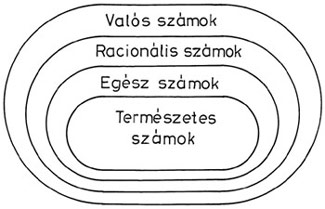 Valós számok
Racionális számok
Egész számok
Természetes
számok